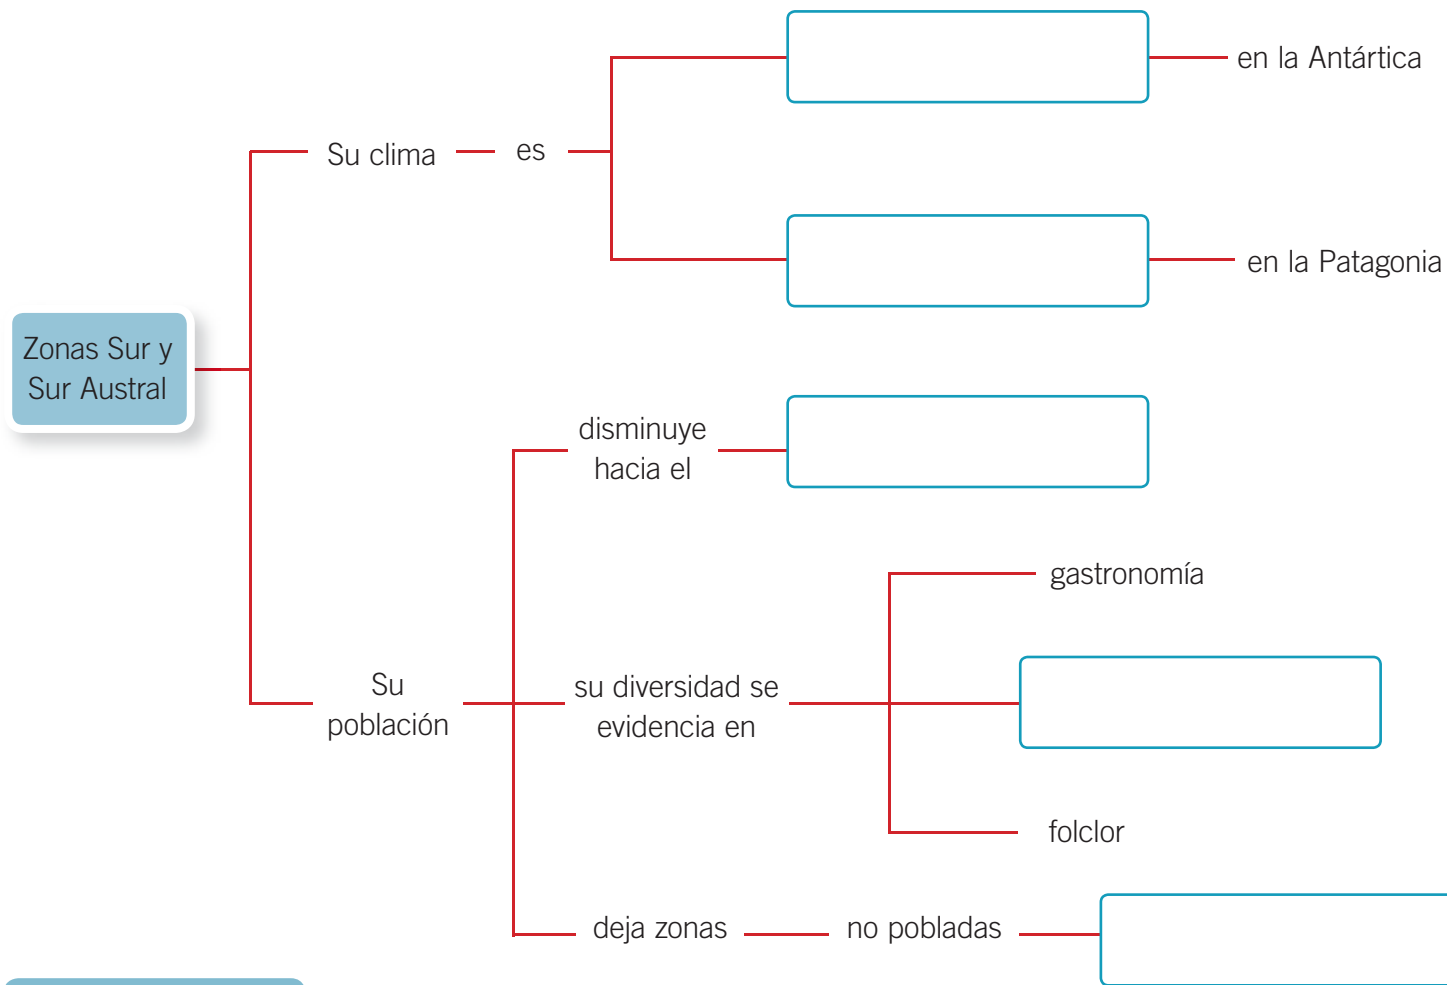 en la Antártica
Su clima
es
en la Patagonia
Zonas Sur y
Sur Austral
disminuye
hacia el
gastronomía
Su
población
su diversidad se
evidencia en
folclor
deja zonas
no pobladas